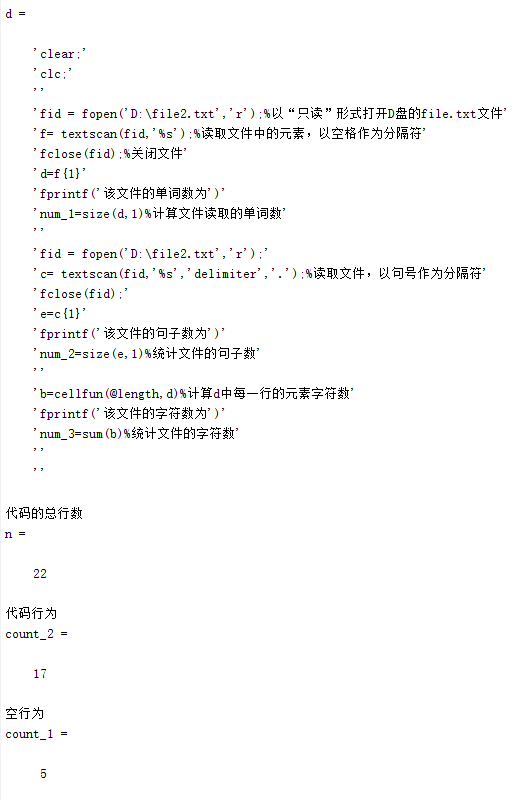 d =
'clear;'
'clc;'
''
'fid = fopen('D:\file2.txt','r');%以“只读”形式打开D盘的file.txt文件'
'f= textscan(fid,'%s');%读取文件中的元素，以空格作为分隔符'
'fclose(fid);%关闭文件'
'd=f{1}'
'fprintf('该文件的单词数为')'
'num_1=size(d,1)%计算文件读取的单词数'
''
'fid = fopen('D:\file2.txt','r');'
'c= textscan(fid,'%s','delimiter','.');%读取文件，以句号作为分隔符'
'fclose(fid);'
'e=c{1}'
'fprintf('该文件的句子数为')'
'num_2=size(e,1)%统计文件的句子数'
''
'b=cellfun(@length,d)%计算d中每一行的元素字符数'
'fprintf('该文件的字符数为')'
'num_3=sum(b)%统计文件的字符数'
''
''
代码的总行数
n =
22
代码行为
count_2 =
17
空行为
count_1 =
5